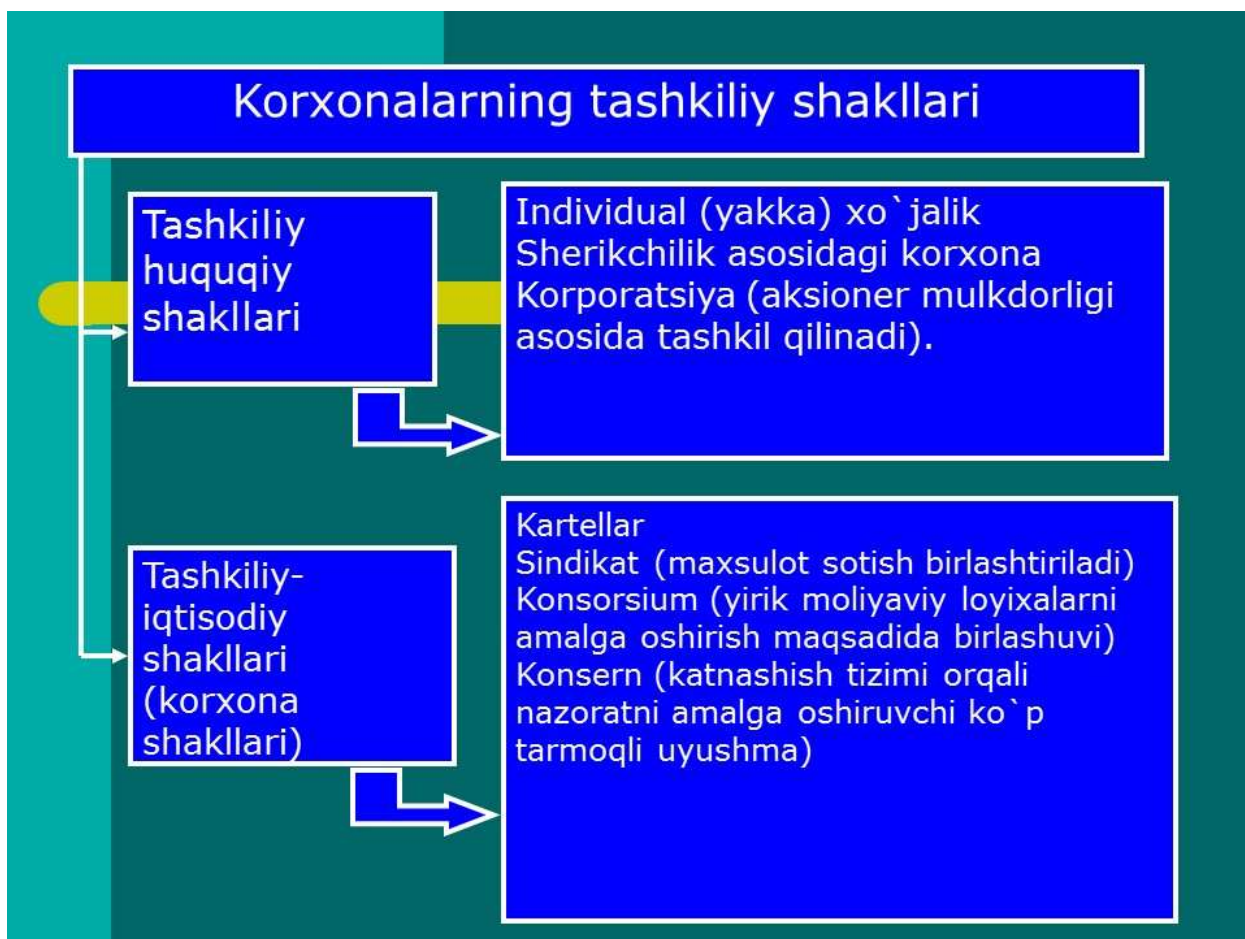 Korxonalarning tashkiliy shakllari
Tashkiliy
huquqiy
shakllari
Individual (yakka) xo`jalik
Sherikchilik asosidagi korxona
Korporatsiya (aksioner mulkdorligi
asosida tashkil qilinadi).
Tashkiliy-
iqtisodiy
shakllari
(korxona
shakllari)
Kartellar
Sindikat (maxsulot sotish birlashtiriladi)
Konsorsium (yirik moliyaviy loyixalarni
amalga oshirish maqsadida birlashuvi)
Konsern (katnashish tizimi orqali
nazoratni amalga oshiruvchi ko`p
tarmoqli uyushma)